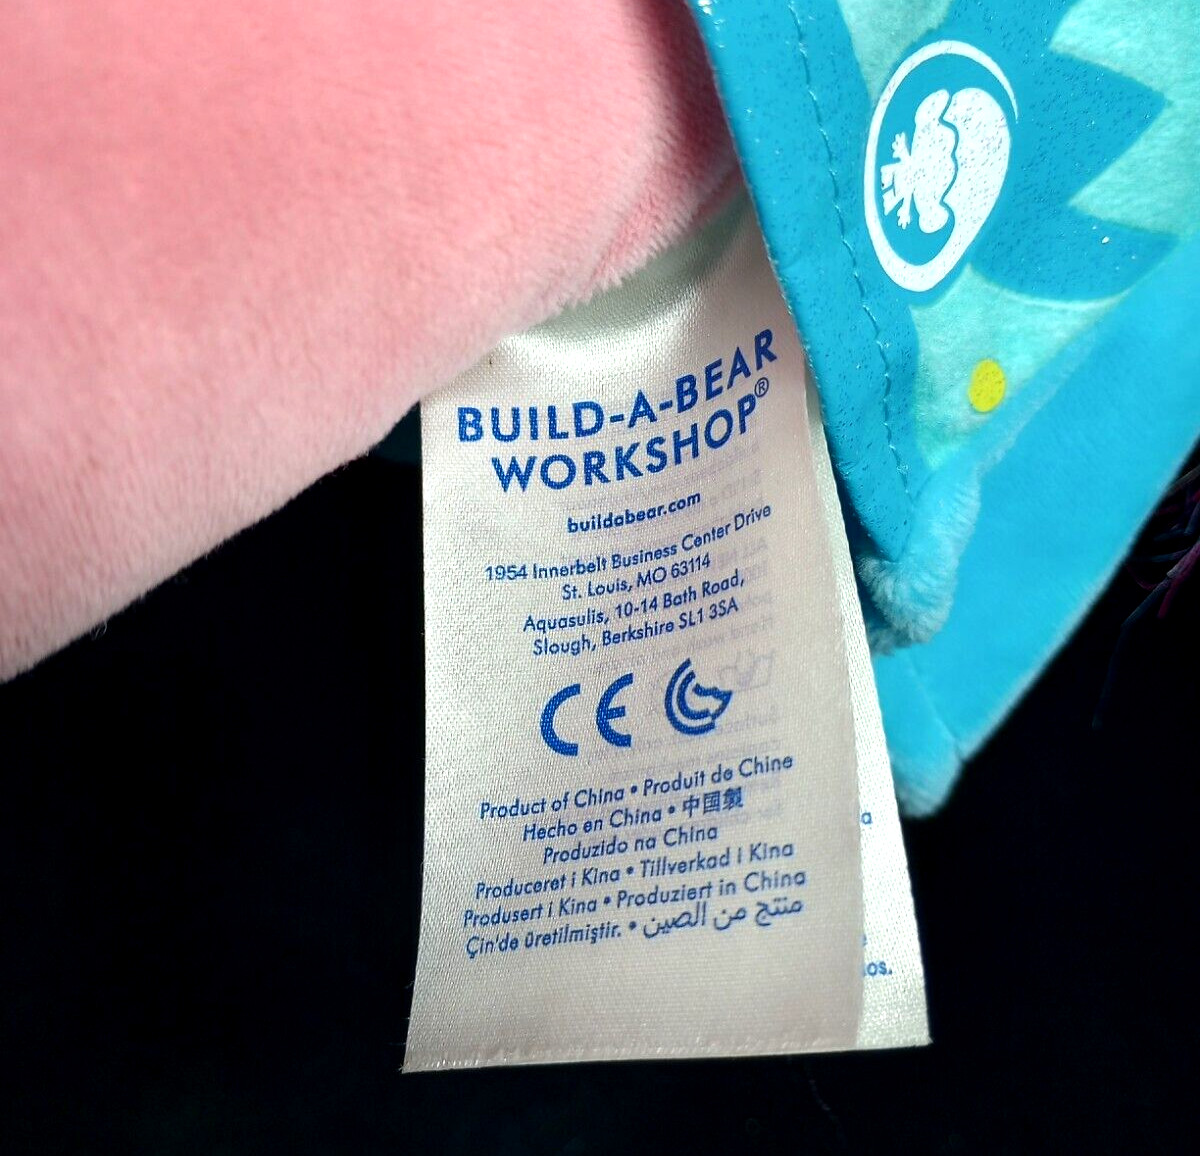 BUILD-A-BEAR
WORKSHOP®
buildabear.com
1954 Innerbelt Business Center Drive
St. Louis, MO 63114
Aquasulis, 10-14 Bath Road,
Slough, Berkshire SL1 3SA
CE
Product of China • Produit de Chine
Hecho en China • 中国製
Produzido na China
Produceret i Kina • Tillverkad i Kina
Produsert i Kina • Produziert in China
Çin'de üretilmiştir. • منتج من الصين